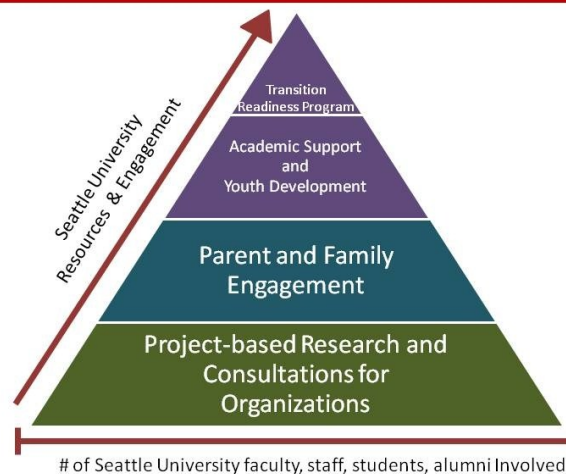 Transition
Readiness Program
Academic Support
and
Youth Development
Parent and Family
Engagement
Project-based Research and
Consultations for
Organizations
Seattle University
Resources & Engagement
# of Seattle University faculty, staff, students, alumni Involved